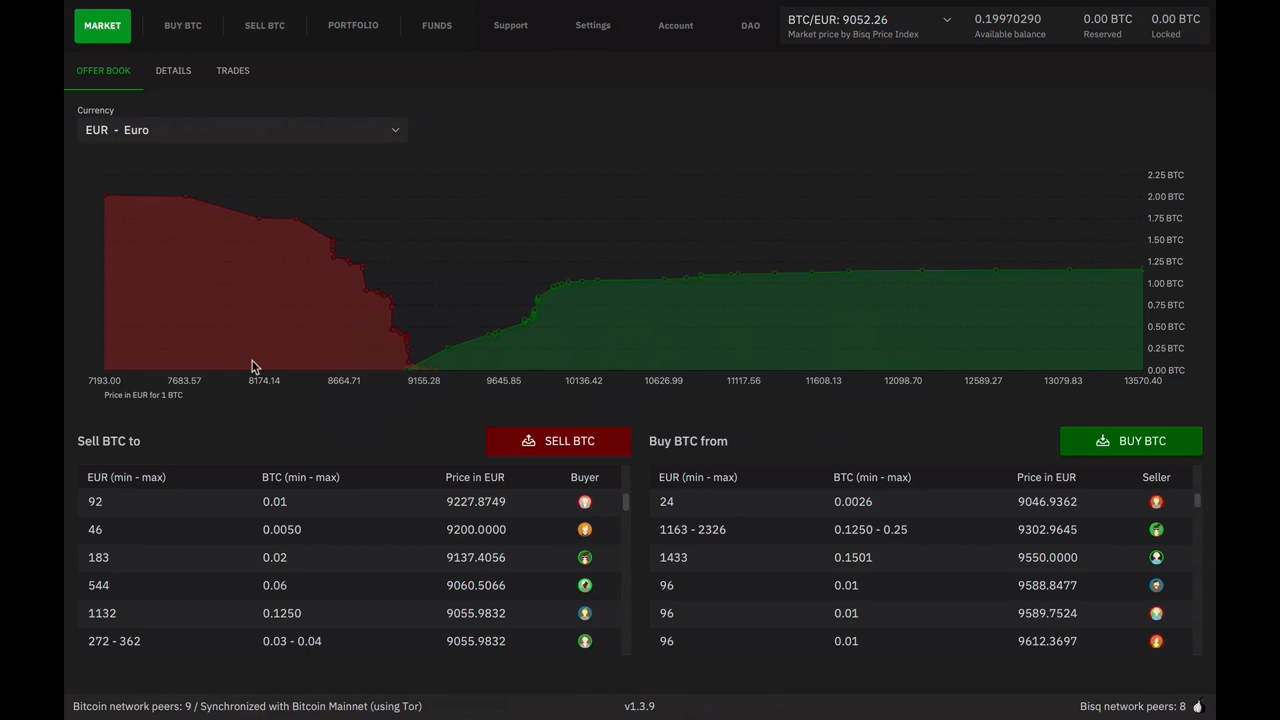 MARKET BUY BTC SELL BTC PORTFOLIO FUNDS Support Settings Account DAO BTC/EUR: 9052.26 0.19970290 0.00 BTC 0.00 BTC
Market price by Bisq Price Index Available balance Reserved Locked
OFFER BOOK DETAILS TRADES
Currency
EUR - Euro
2.25 BTC
2.00 BTC
1.75 BTC
1.50 BTC
1.25 BTC
1.00 BTC
0.75 BTC
0.50 BTC
0.25 BTC
0.00 BTC
7193.00 7683.57 8174.14 8664.71 9155.28 9645.85 10136.42 10626.99 11117.56 11608.13 12098.70 12589.27 13079.83 13570.40
Price in EUR for 1 BTC
Sell BTC to SELL BTC Buy BTC from BUY BTC
EUR (min - max) BTC (min - max) Price in EUR Buyer EUR (min - max) BTC (min - max) Price in EUR Seller
92 0.01 9227.8749 24 0.0026 9046.9362
46 0.0050 9200.0000 1163 - 2326 0.1250 - 0.25 9302.9645
183 0.02 9137.4056 1433 0.1501 9550.0000
544 0.06 9060.5066 96 0.01 9588.8477
1132 0.1250 9055.9832 96 0.01 9589.7524
272 - 362 0.03 - 0.04 9055.9832 96 0.01 9612.3697
Bitcoin network peers: 9 / Synchronized with Bitcoin Mainnet (using Tor) v1.3.9 Bisq network peers: 8